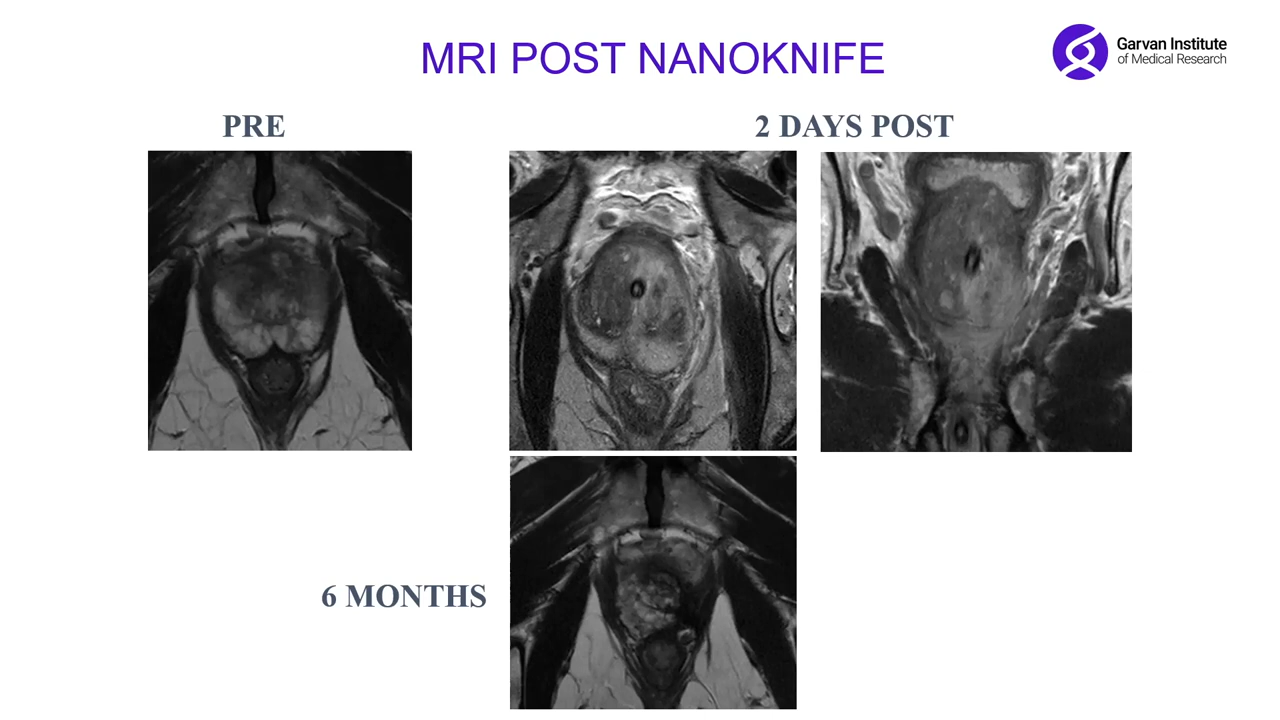 MRI POST NANOKNIFE
Garvan Institute
of Medical Research
PRE
2 DAYS POST
6 MONTHS